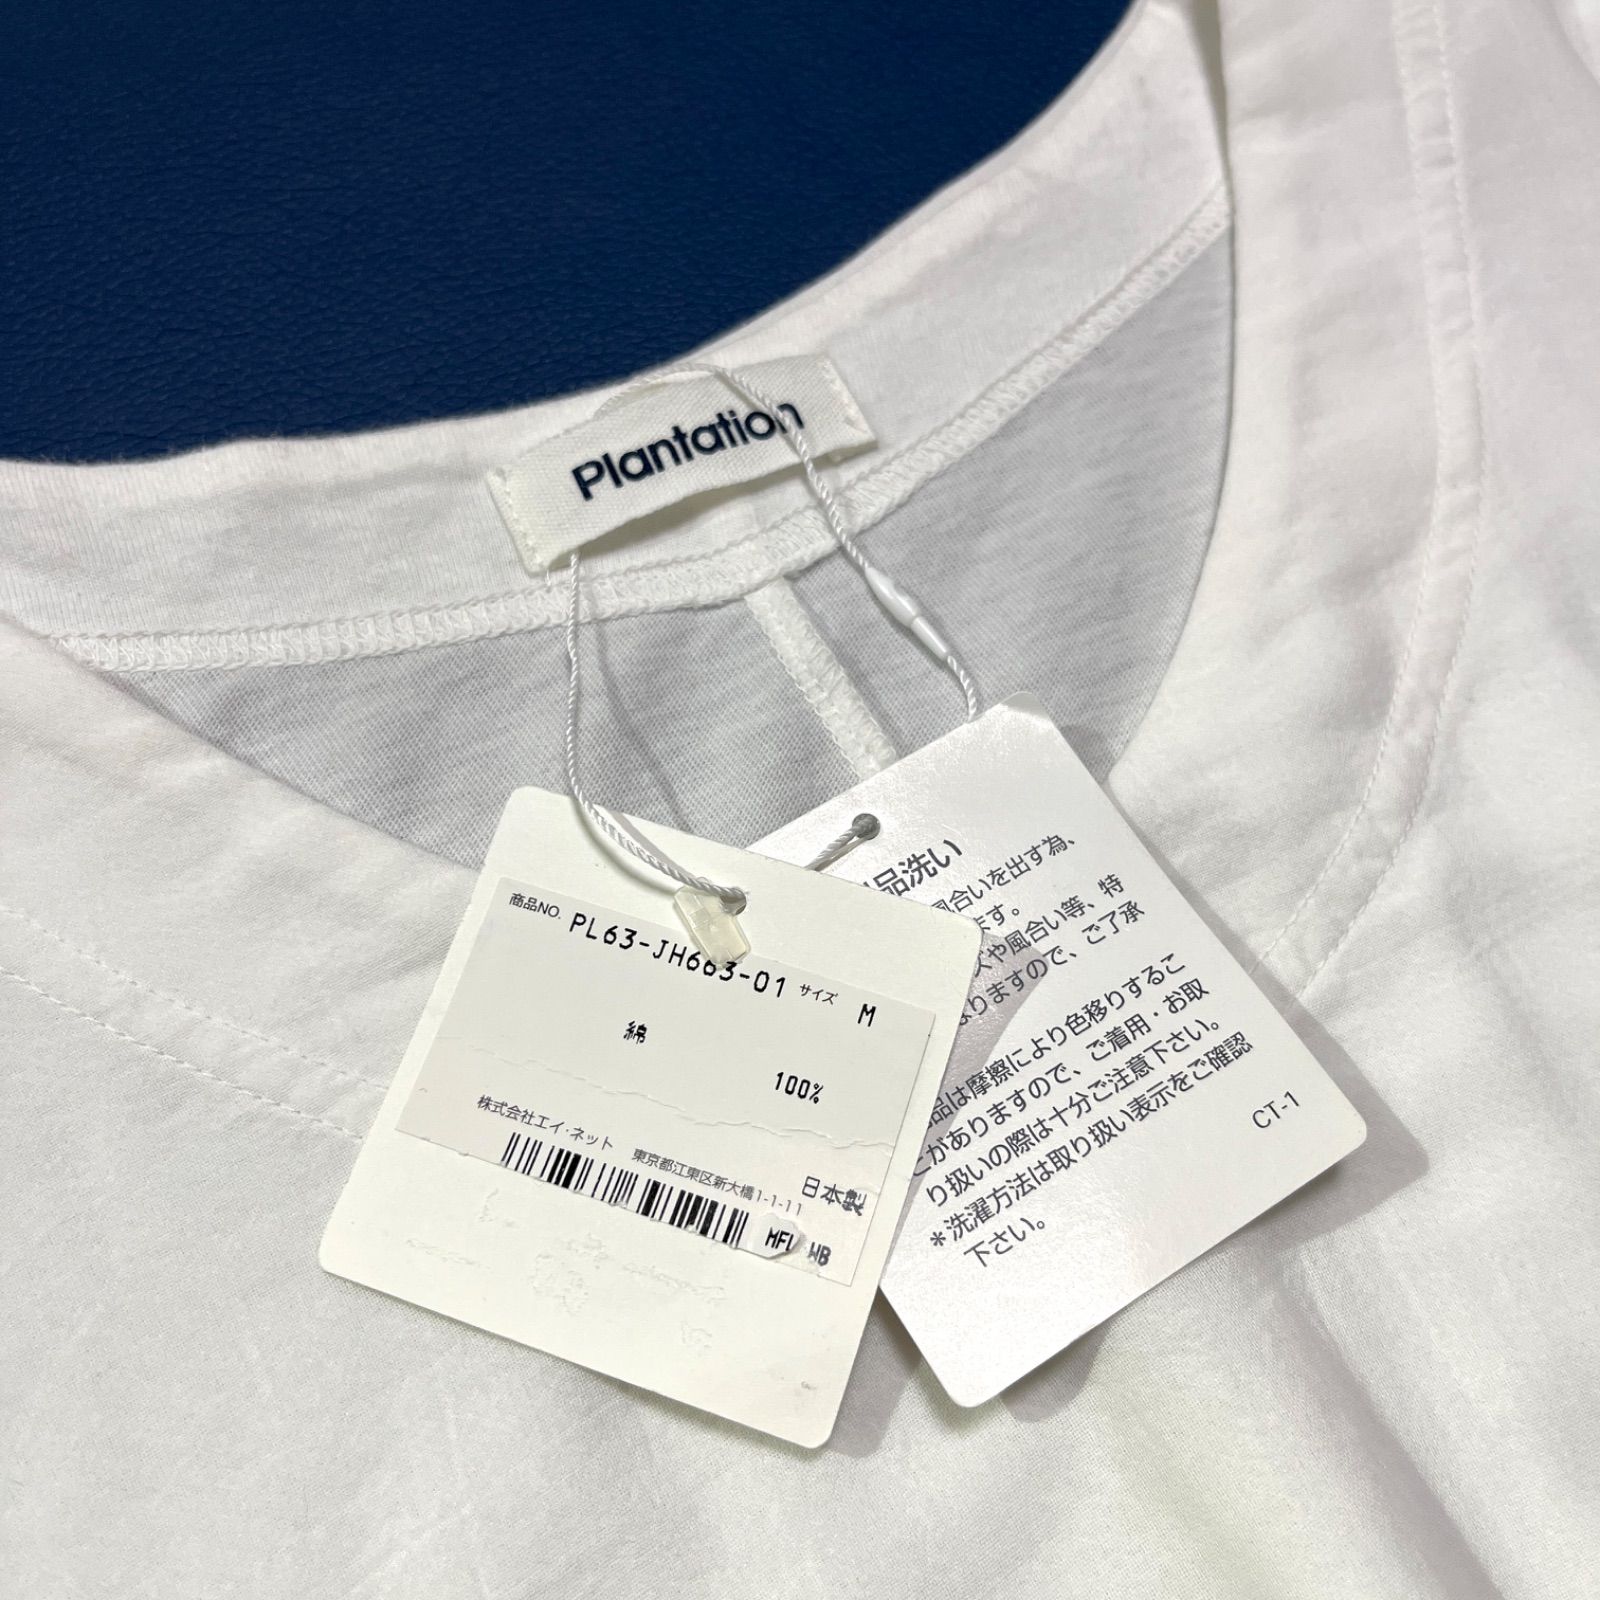 Plantation
商品NO. PL63-JH663-01 サイズ M
綿
100%
株式会社エイ・ネット 東京都江東区新大橋1-1-11
日本製
MFL WB
品洗い
風合いを出す為、
ます。
や風合い等、特
なりますので、ご了承
品は摩擦により色移りするこ
とがありますので、ご着用・お取
り扱いの際は十分ご注意下さい。
*洗濯方法は取り扱い表示をご確認
下さい。
CT-1